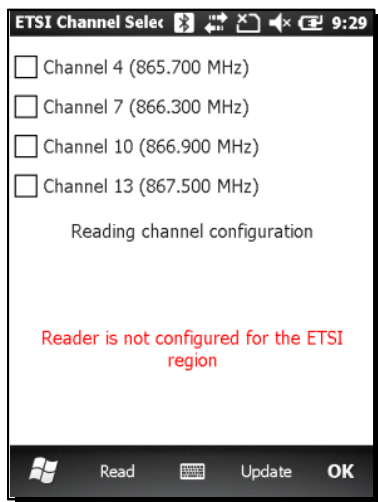 ETSI Channel Selec 9:29
Channel 4 (865.700 MHz)
Channel 7 (866.300 MHz)
Channel 10 (866.900 MHz)
Channel 13 (867.500 MHz)
Reading channel configuration
Reader is not configured for the ETSI
region
Read Update OK